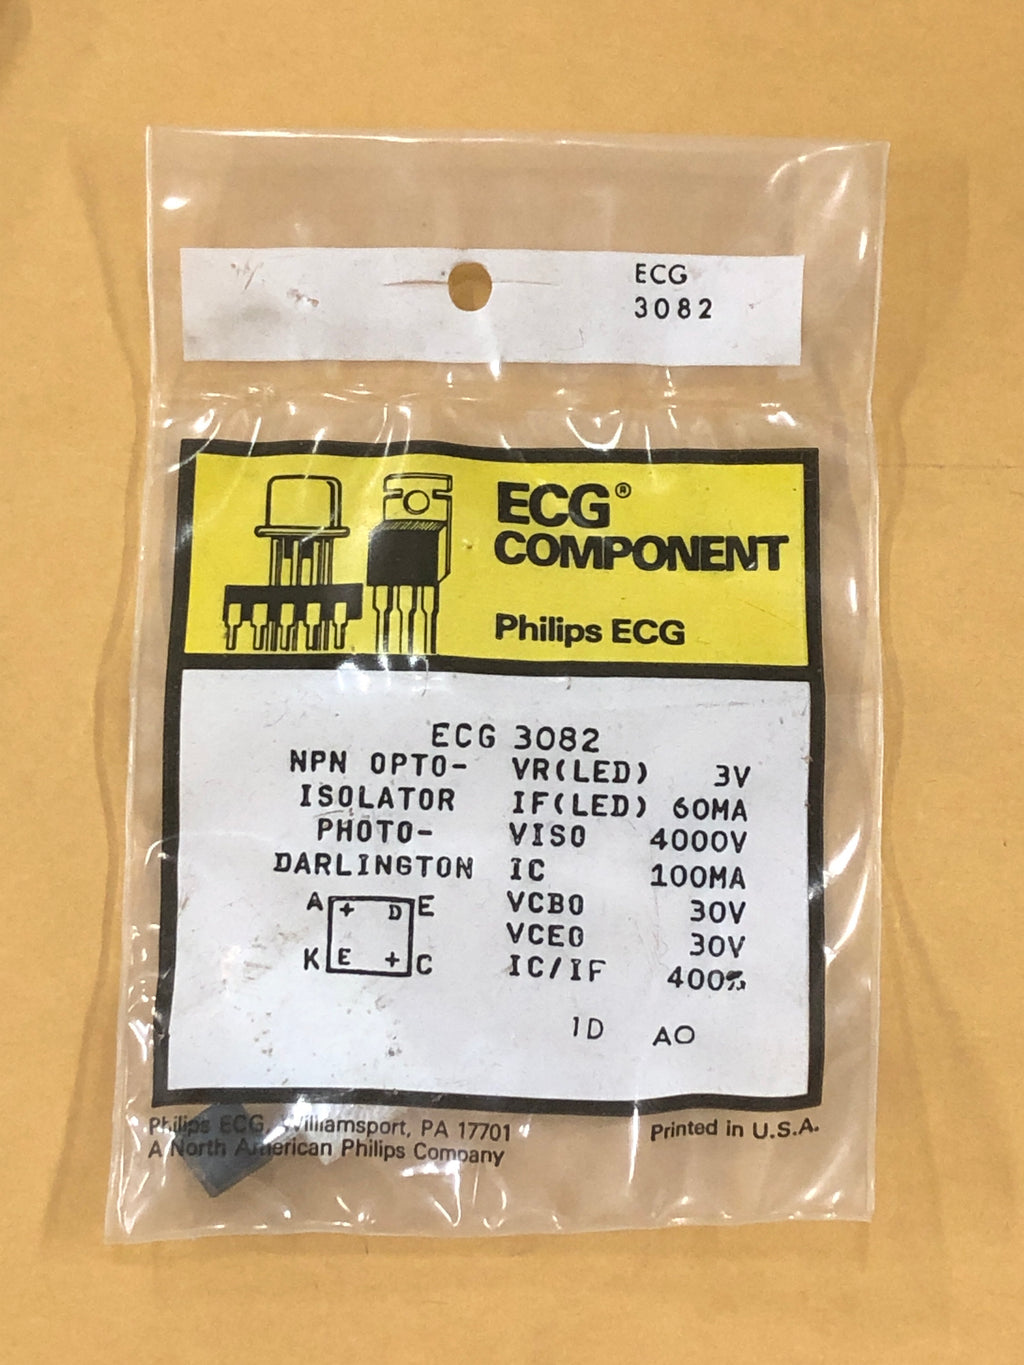 ECG
3082
ECG®
COMPONENT
Philips ECG
ECG 3082
NPN OPTO- VR(LED) 3V
ISOLATOR IF(LED) 60MA
PHOTO- VISO 4000V
DARLINGTON IC 100MA
A + D E VCBO 30V
VCEO 30V
K E + C IC/IF 400%
1D AO
Philips ECG, Williamsport, PA 17701
A North American Philips Company
Printed in U.S.A.